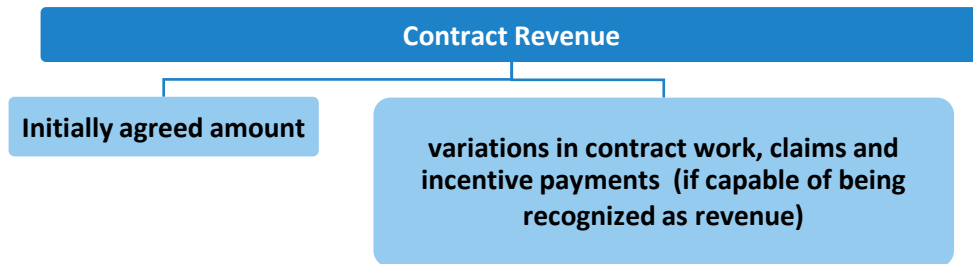 Contract Revenue
Initially agreed amount
variations in contract work, claims and
incentive payments (if capable of being
recognized as revenue)